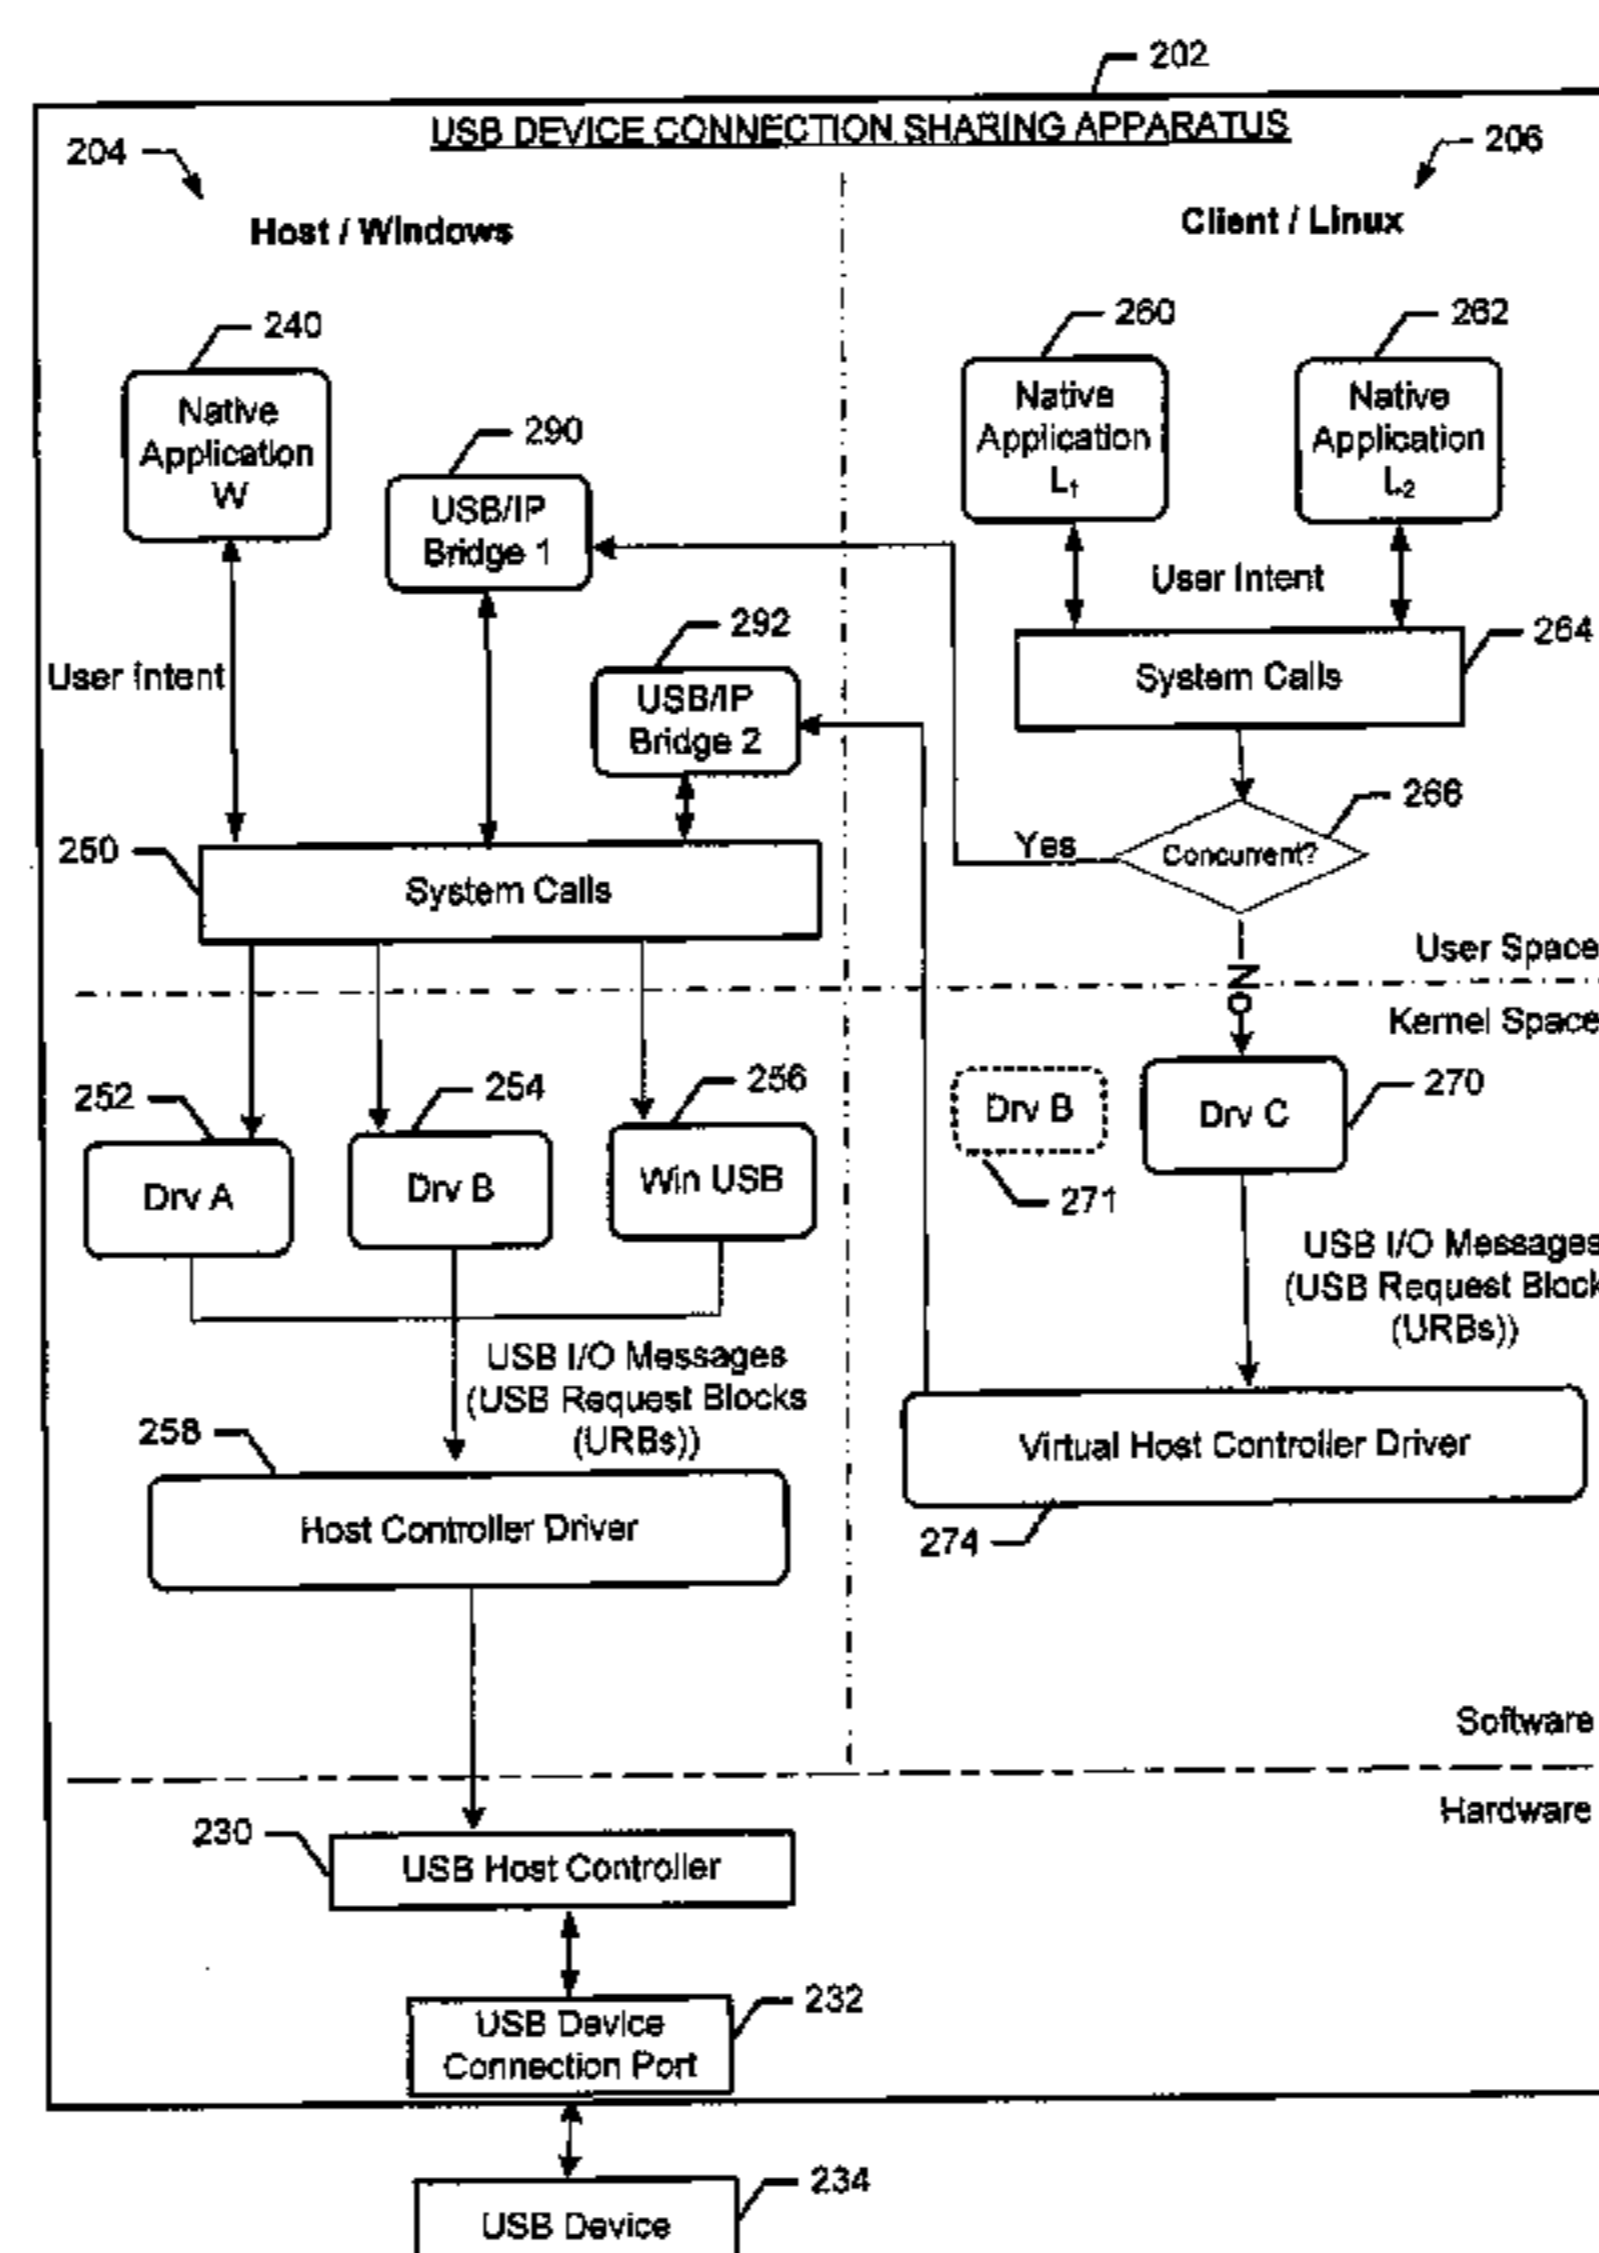 202
USB DEVICE CONNECTION SHARING APPARATUS
204
206
Host / Windows
Client / Linux
240
Native
Application
W
290
USB/IP
Bridge 1
260
Native
Application
L₁
262
Native
Application
L₂
User Intent
User Intent
292
USB/IP
Bridge 2
264
System Calls
250
System Calls
266
Concurrent?
Yes
No
User Space
Kernel Space
252
Drv A
254
Drv B
256
Win USB
Drv B
271
Drv C
270
USB I/O Messages
(USB Request Blocks
(URBs))
USB I/O Messages
(USB Request Block
(URBs))
258
Host Controller Driver
Virtual Host Controller Driver
274
Software
Hardware
230
USB Host Controller
232
USB Device
Connection Port
234
USB Device